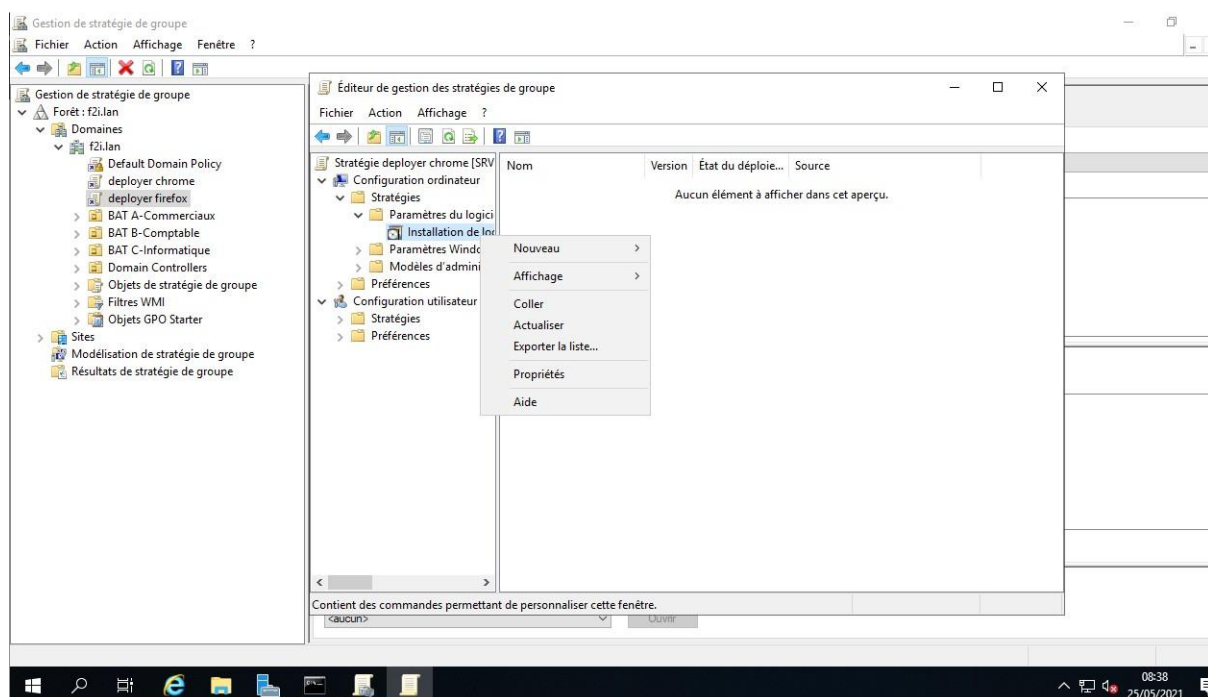 Gestion de stratégie de groupe
Fichier Action Affichage Fenêtre ?
Gestion de stratégie de groupe
Forêt : f2i.lan
Domaines
f2i.lan
Default Domain Policy
deployer chrome
deployer firefox
BAT A-Commerciaux
BAT B-Comptable
BAT C-Informatique
Domain Controllers
Objets de stratégie de groupe
Filtres WMI
Objets GPO Starter
Sites
Modélisation de stratégie de groupe
Résultats de stratégie de groupe
Éditeur de gestion des stratégies de groupe
Fichier Action Affichage ?
Stratégie deployer chrome [SRV
Configuration ordinateur
Stratégies
Paramètres du logici
Installation de loc
Paramètres Windo
Modèles d'admini
Préférences
Configuration utilisateur
Stratégies
Préférences
Nom Version État du déploie... Source
Aucun élément à afficher dans cet aperçu.
Nouveau
Affichage
Coller
Actualiser
Exporter la liste...
Propriétés
Aide
Contient des commandes permettant de personnaliser cette fenêtre.
<aucun> Ouvrir
08:38
25/05/2021